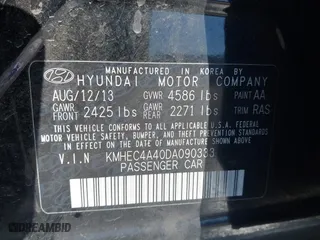 MANUFACTURED IN KOREA BY
HYUNDAI MOTOR COMPANY
AUG/12/13 GVWR 4586 lbs PAINT AA
GAWR FRONT 2425 lbs GAWR REAR 2271 lbs TRIM RAS
THIS VEHICLE CONFORMS TO ALL APPLICABLE U.S.A. FEDERAL
MOTOR VEHICLE SAFETY, BUMPER, AND THEFT PREVENTION
STANDARDS IN EFFECT ON THE DATE OF MANUFACTURE
SHOWN ABOVE.
V.I.N KMHEC4A40DA090333
PASSENGER CAR